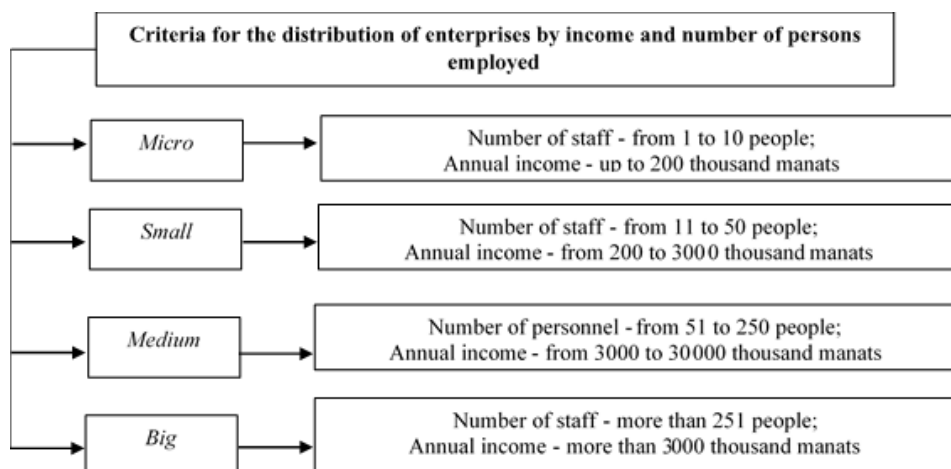 Criteria for the distribution of enterprises by income and number of persons
employed
Micro
Number of staff - from 1 to 10 people;
Annual income - up to 200 thousand manats
Small
Number of staff - from 11 to 50 people;
Annual income - from 200 to 3000 thousand manats
Medium
Number of personnel - from 51 to 250 people;
Annual income - from 3000 to 30000 thousand manats
Big
Number of staff - more than 251 people;
Annual income - more than 3000 thousand manats